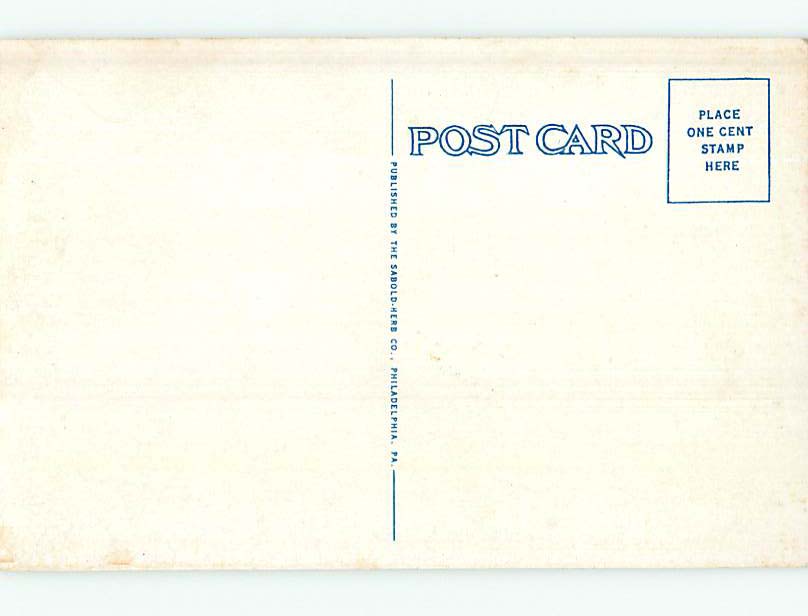 POST CARD
PLACE
ONE CENT
STAMP
HERE
PUBLISHED BY THE SABOLD-HERB CO., PHILADELPHIA, PA.